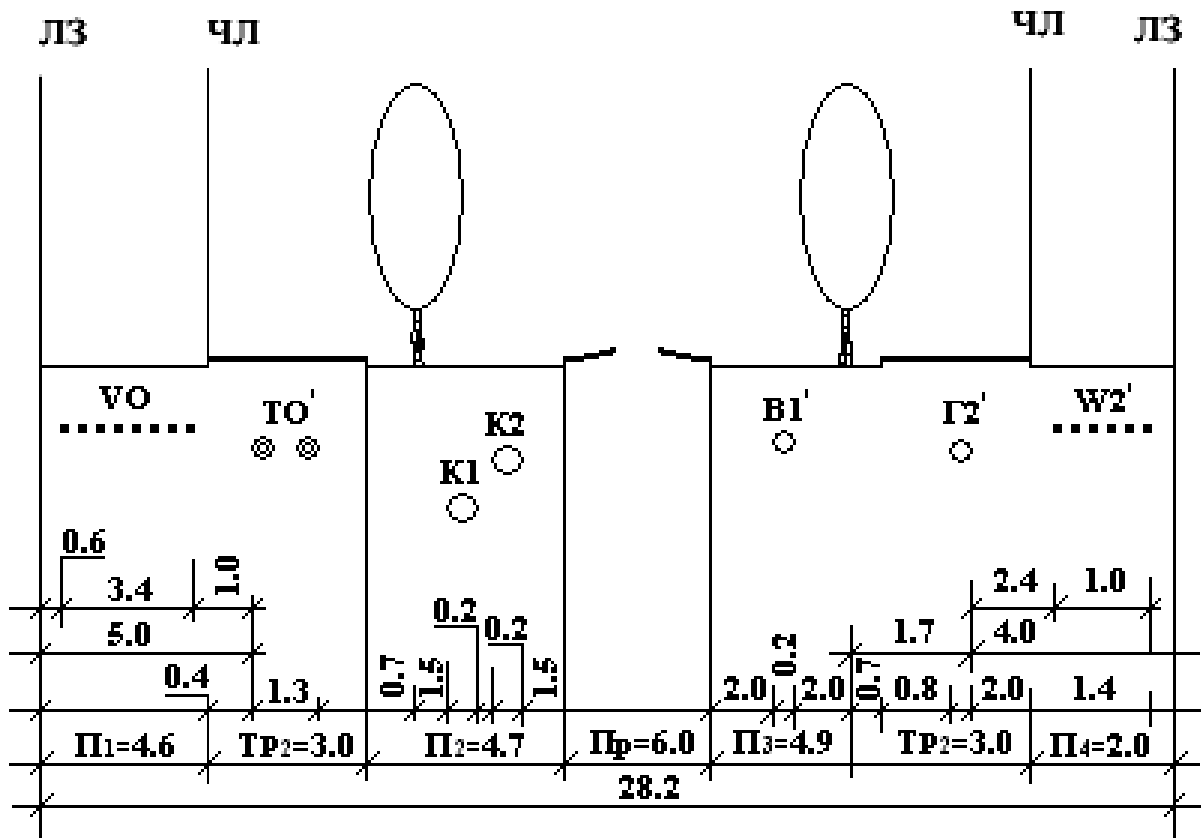 ЛЗ ЧЛ ЧЛ ЛЗ
VO TO' K2 K1 B1' Г2' W2'
0.6 3.4 1.0 2.4 1.0
5.0 0.2 0.2 1.7 4.0
0.4 1.3 0.7 1.5 1.5 2.0 0.2 2.0 0.7 0.8 2.0 1.4
П1=4.6 Тр2=3.0 П2=4.7 Пр=6.0 П3=4.9 Тр2=3.0 П4=2.0
28.2